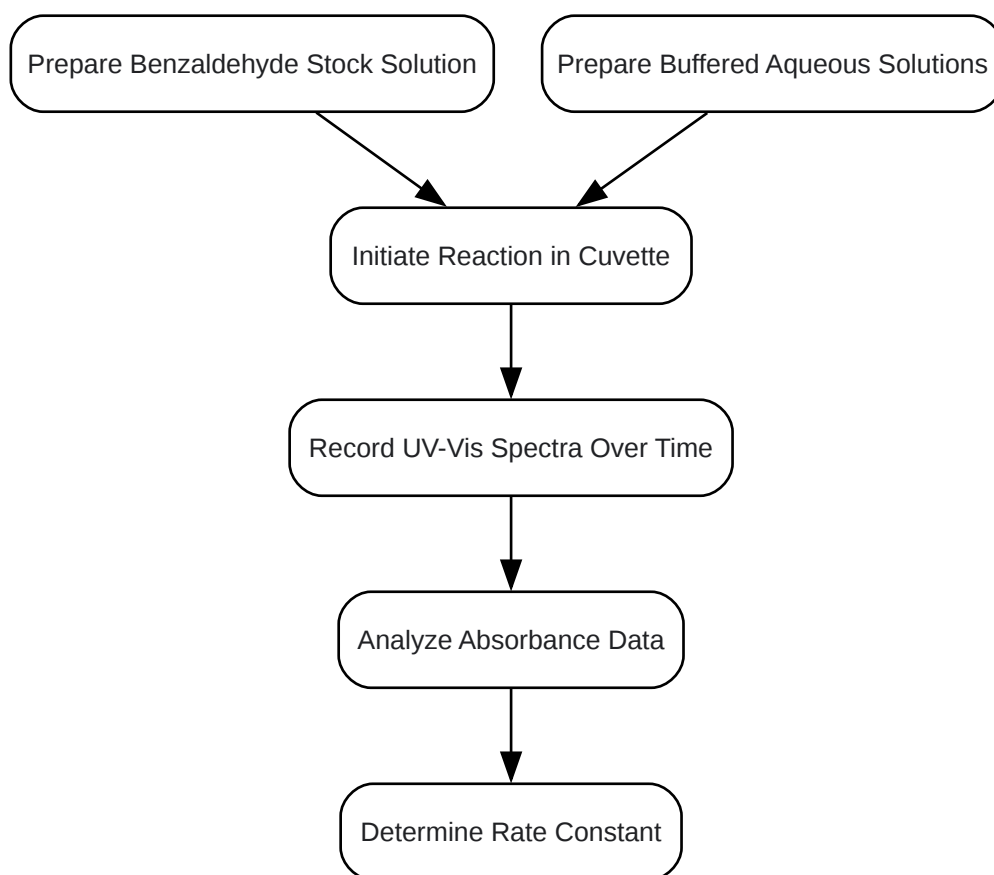 Prepare Benzaldehyde Stock Solution
Prepare Buffered Aqueous Solutions
Initiate Reaction in Cuvette
Record UV-Vis Spectra Over Time
Analyze Absorbance Data
Determine Rate Constant